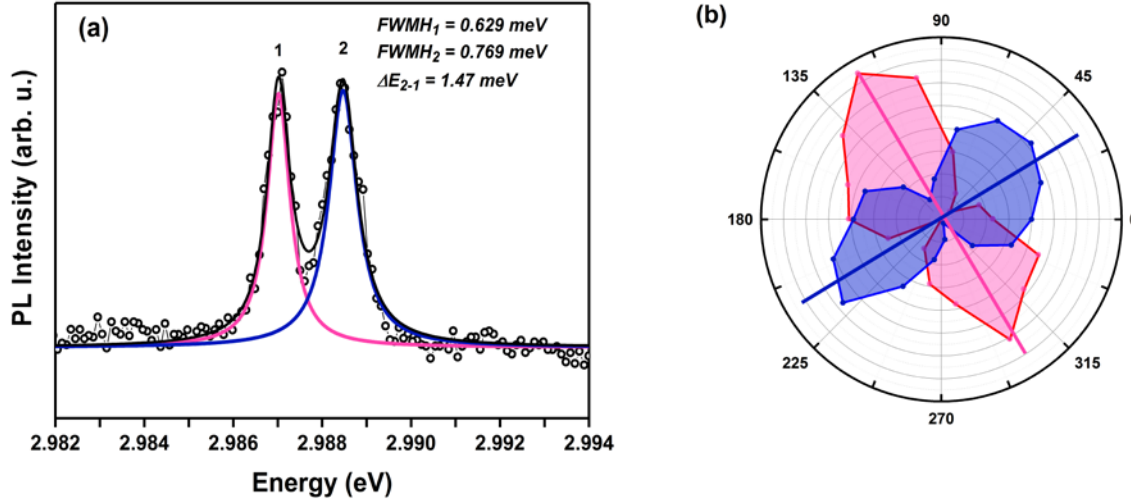 (a)
1
2
FWMH1 = 0.629 meV
FWMH2 = 0.769 meV
ΔE2-1 = 1.47 meV
PL Intensity (arb. u.)
2.982
2.984
2.986
2.988
2.990
2.992
2.994
Energy (eV)
(b)
90
135
45
180
225
315
270